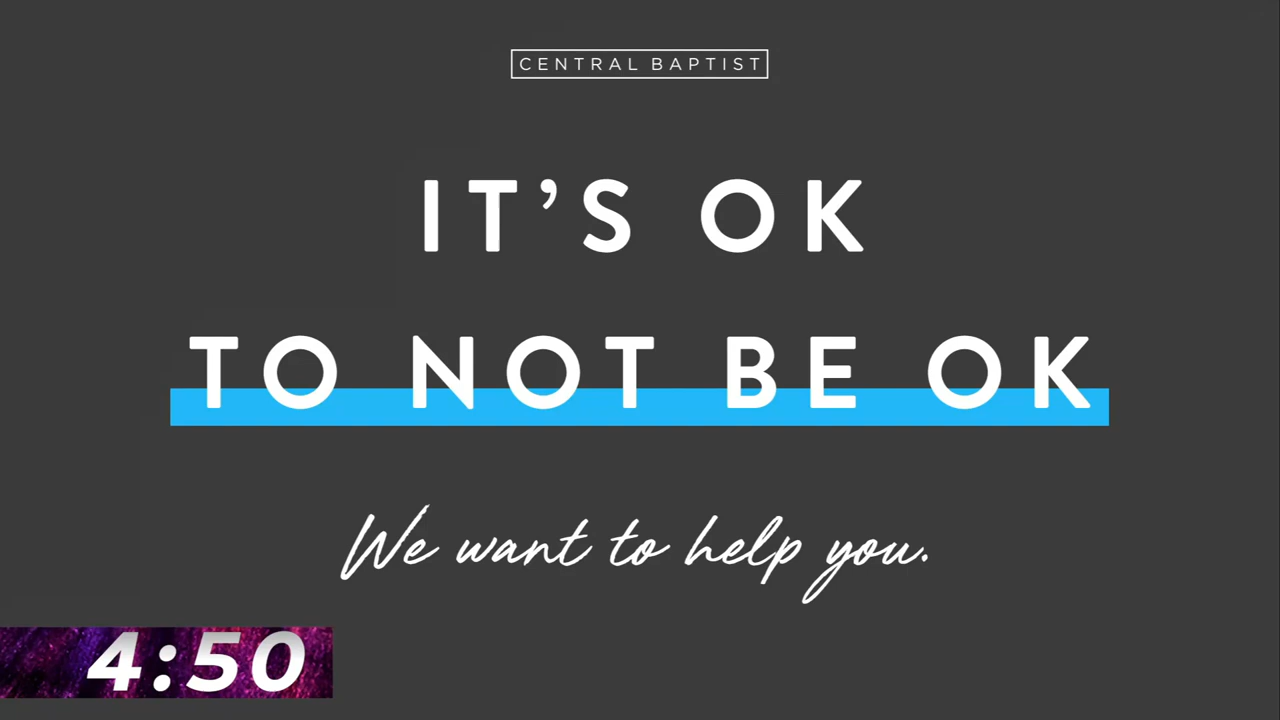 CENTRAL BAPTIST
IT’S OK
TO NOT BE OK
We want to help you.
4:50